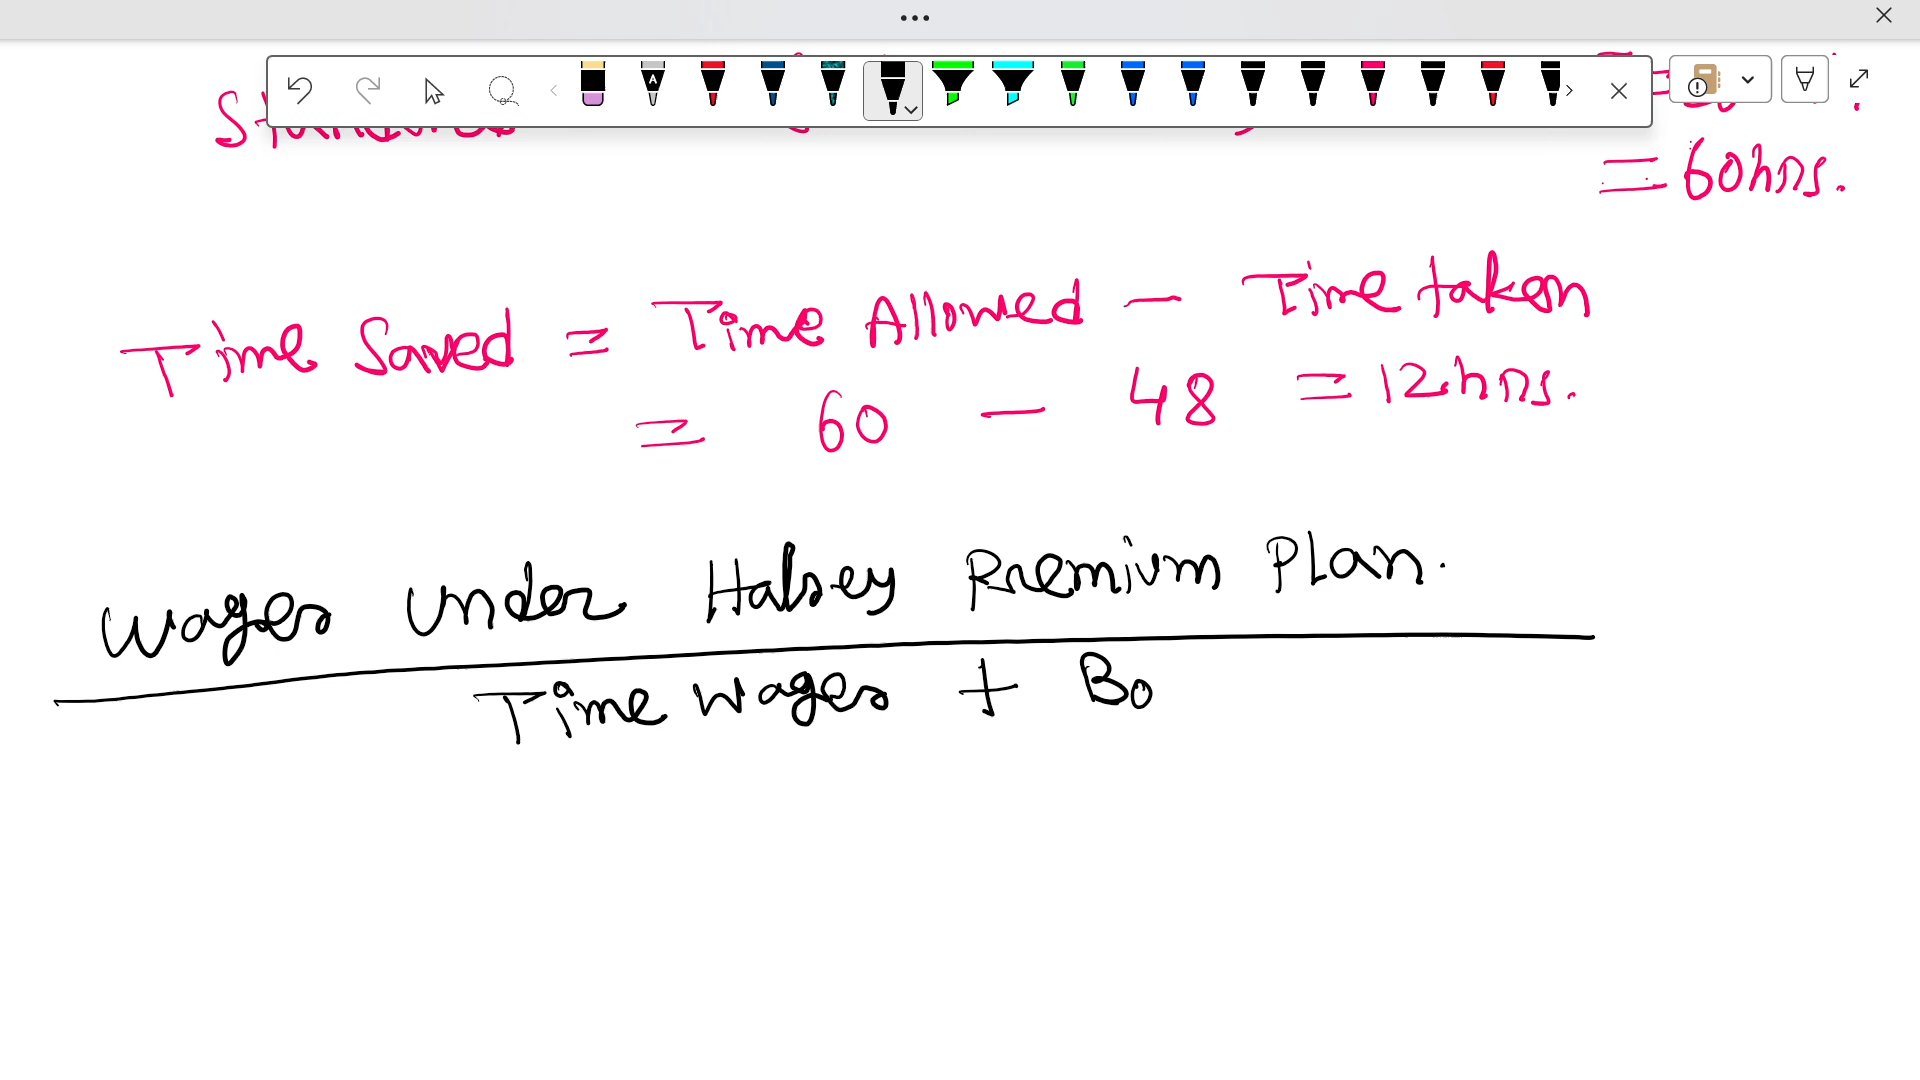 = 60hrs.
Time Saved = Time Allowed - Time taken
= 60 - 48 = 12hrs.
Wages under Halsey Premium Plan.
Time wages + Bo